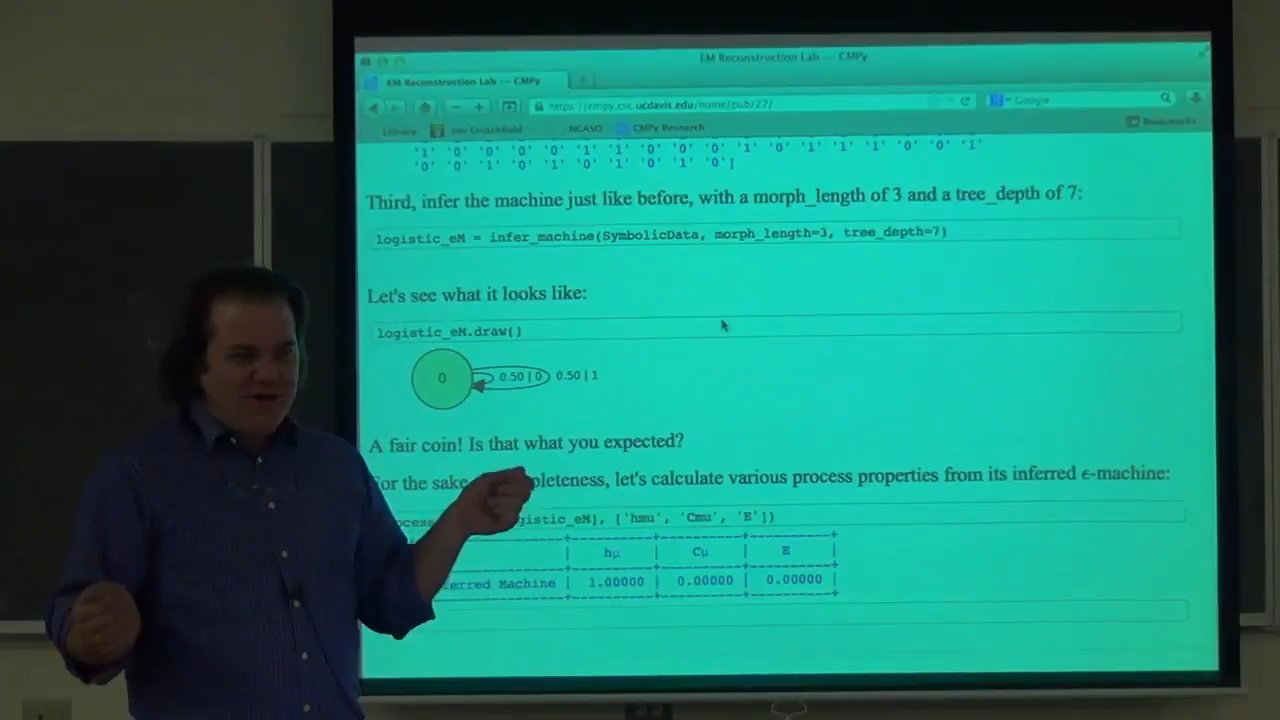 EM Reconstruction Lab — CMPy
EM Reconstruction Lab — CMPy
https://cmpy.csc.ucdavis.edu/home/pub/27/
Google
Library Jim Crutchfield NCASO CMPy Research Bookmarks
'1' '0' '0' '0' '0' '1' '1' '0' '0' '0' '1' '0' '1' '1' '1' '0' '0' '1'
'0' '0' '1' '0' '1' '0' '1' '0' '1' '0']
Third, infer the machine just like before, with a morph_length of 3 and a tree_depth of 7:
logistic_eM = infer_machine(SymbolicData, morph_length=3, tree_depth=7)
Let's see what it looks like:
logistic_eM.draw()
0 0.50 | 0 0.50 | 1
A fair coin! Is that what you expected?
For the sake pleteness, let's calculate various process properties from its inferred ϵ-machine:
gistic_eM], ['hmu', 'Cmu', 'E'])
| hμ | Cμ | E |
erred Machine | 1.00000 | 0.00000 | 0.00000 |